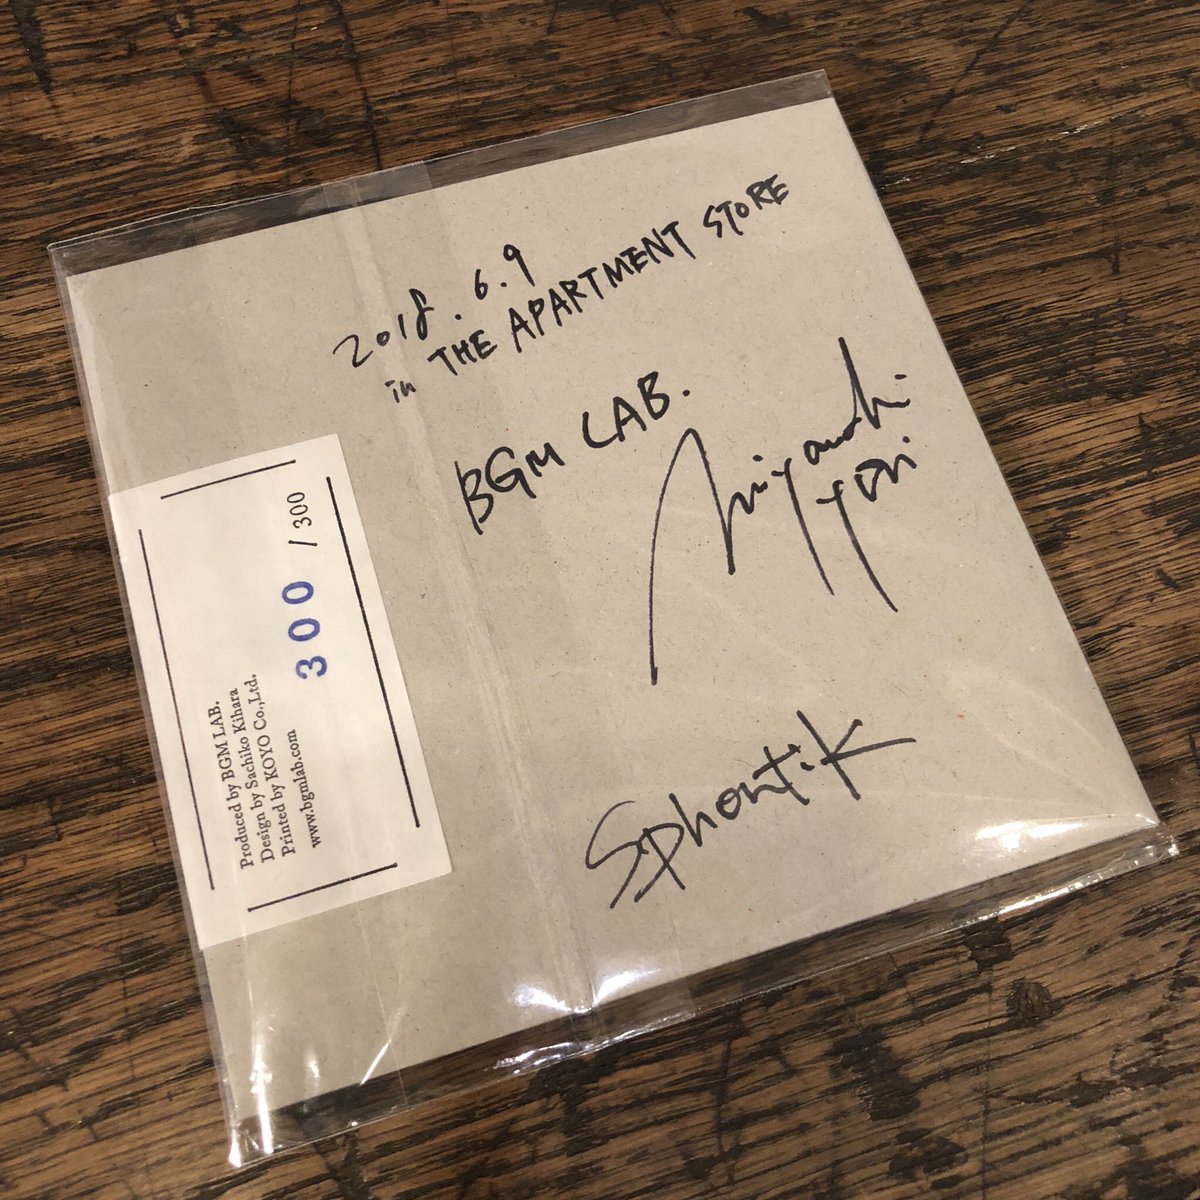 2018.6.9
in THE APARTMENT STORE
BGM LAB.
Sphontik
300 / 300
Produced by BGM LAB.
Design by Sachiko Kihara
Printed by KOYO Co.,Ltd.
www.bgmlab.com